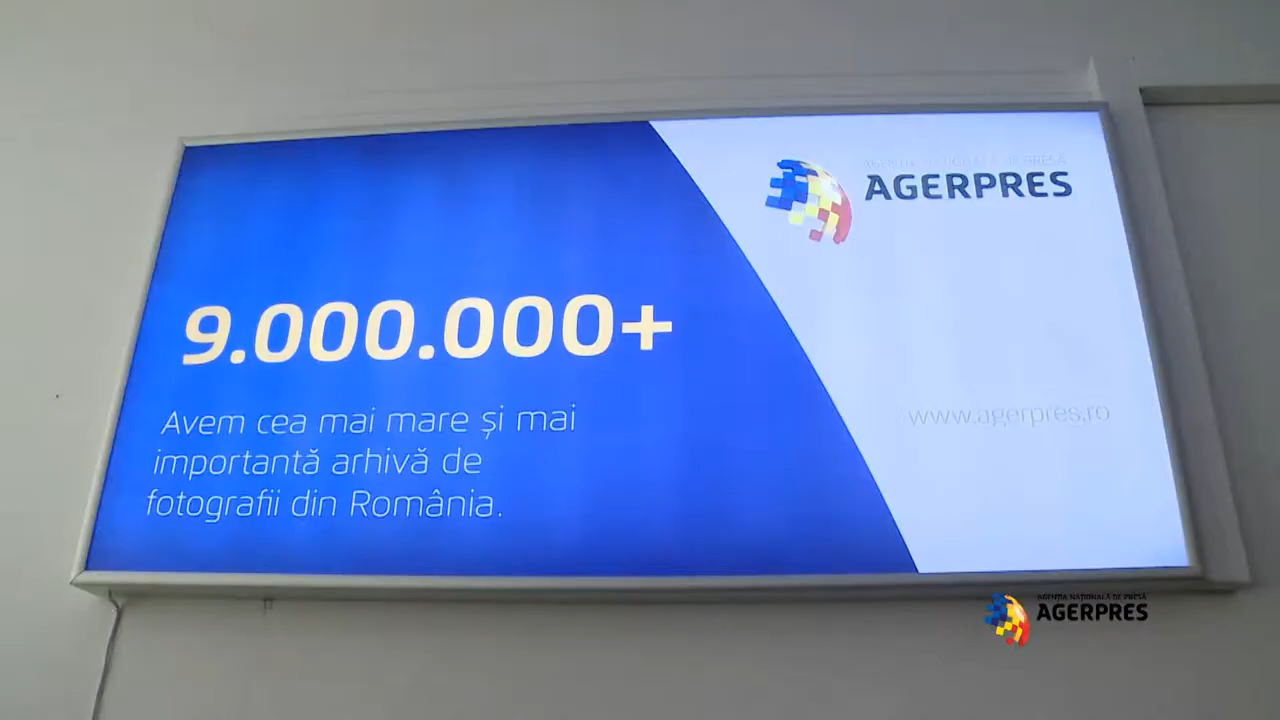 AGENȚIA NAȚIONALĂ DE PRESĂ
AGERPRES
9.000.000+
Avem cea mai mare și mai
importantă arhivă de
fotografii din România.
www.agerpres.ro
AGENȚIA NAȚIONALĂ DE PRESĂ
AGERPRES